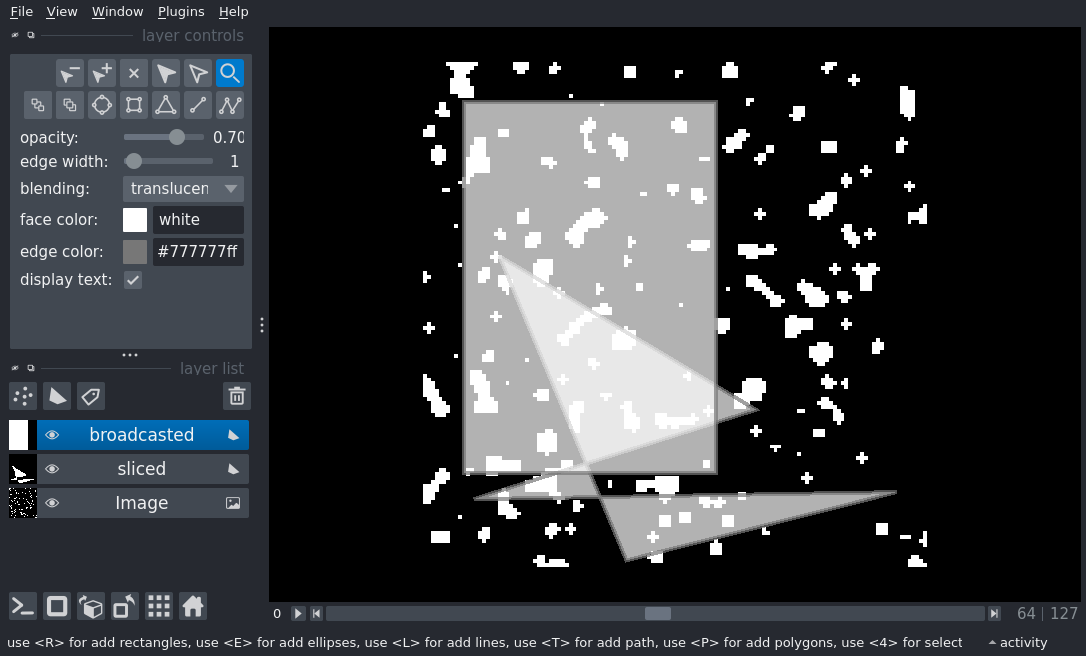 File View Window Plugins Help
layer controls
opacity: 0.70
edge width: 1
blending: translucen
face color: white
edge color: #777777ff
display text:
layer list
broadcasted
sliced
Image
0 64 | 127
use <R> for add rectangles, use <E> for add ellipses, use <L> for add lines, use <T> for add path, use <P> for add polygons, use <4> for select
activity